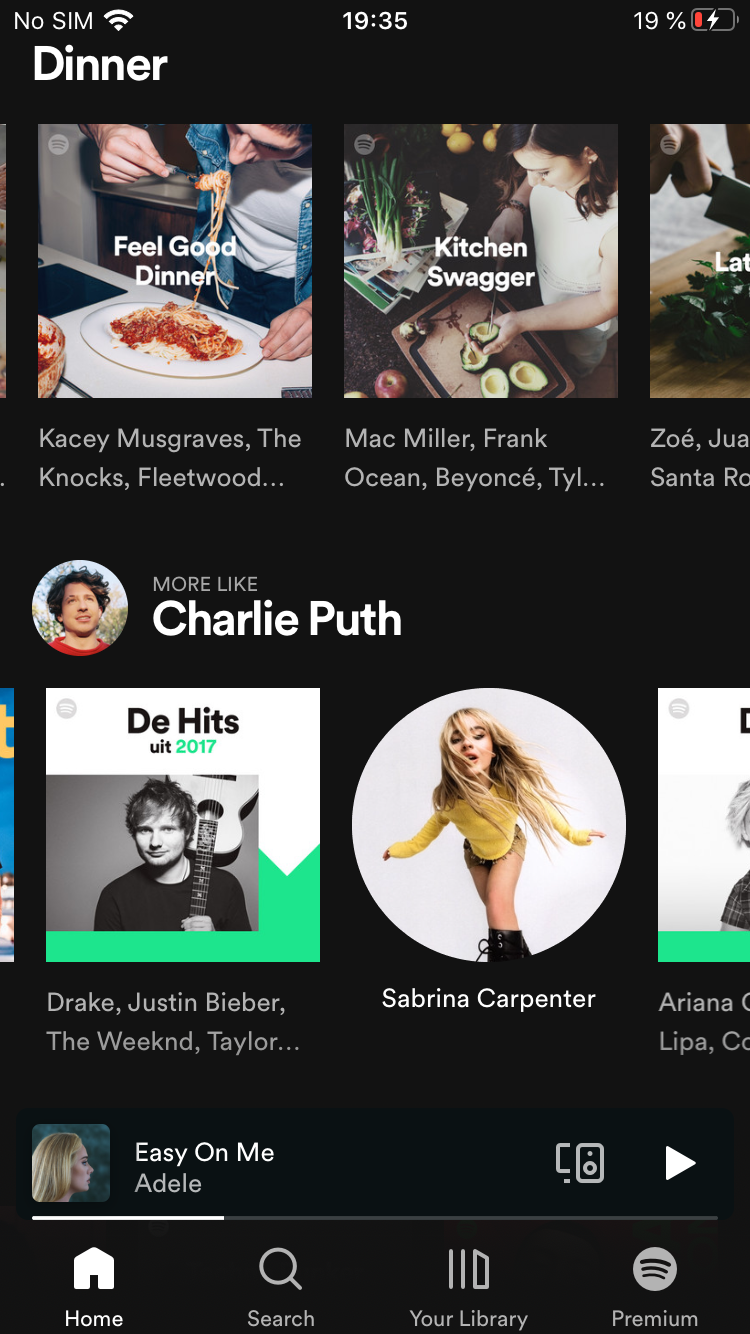 No SIM 19:35 19 %
Dinner
Feel Good
Dinner
Kitchen
Swagger
Lat
Kacey Musgraves, The
Knocks, Fleetwood...
Mac Miller, Frank
Ocean, Beyoncé, Tyl...
Zoé, Jua
Santa Ro
MORE LIKE
Charlie Puth
t
De Hits
uit 2017
D
Drake, Justin Bieber,
The Weeknd, Taylor...
Sabrina Carpenter
Ariana G
Lipa, Co
Easy On Me
Adele
Home
Search
Your Library
Premium